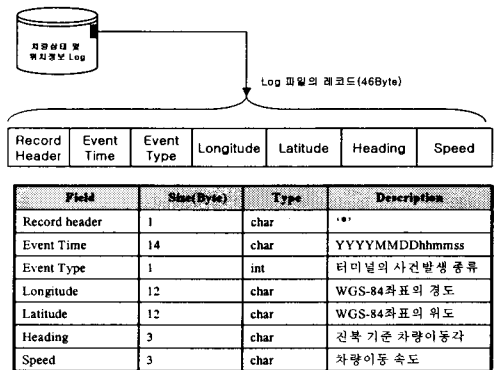 차량상태 및
위치정보 Log
Log 파일의 레코드(46Byte)
Record Header Event Time Event Type Longitude Latitude Heading Speed
Field Size(Byte) Type Description
Record header 1 char
Event Time 14 char YYYYMMDDhhmmss
Event Type 1 int 터미널의 사건발생 종류
Longitude 12 char WGS-84좌표의 경도
Latitude 12 char WGS-84좌표의 위도
Heading 3 char 진북 기준 차량이동각
Speed 3 char 차량이동 속도